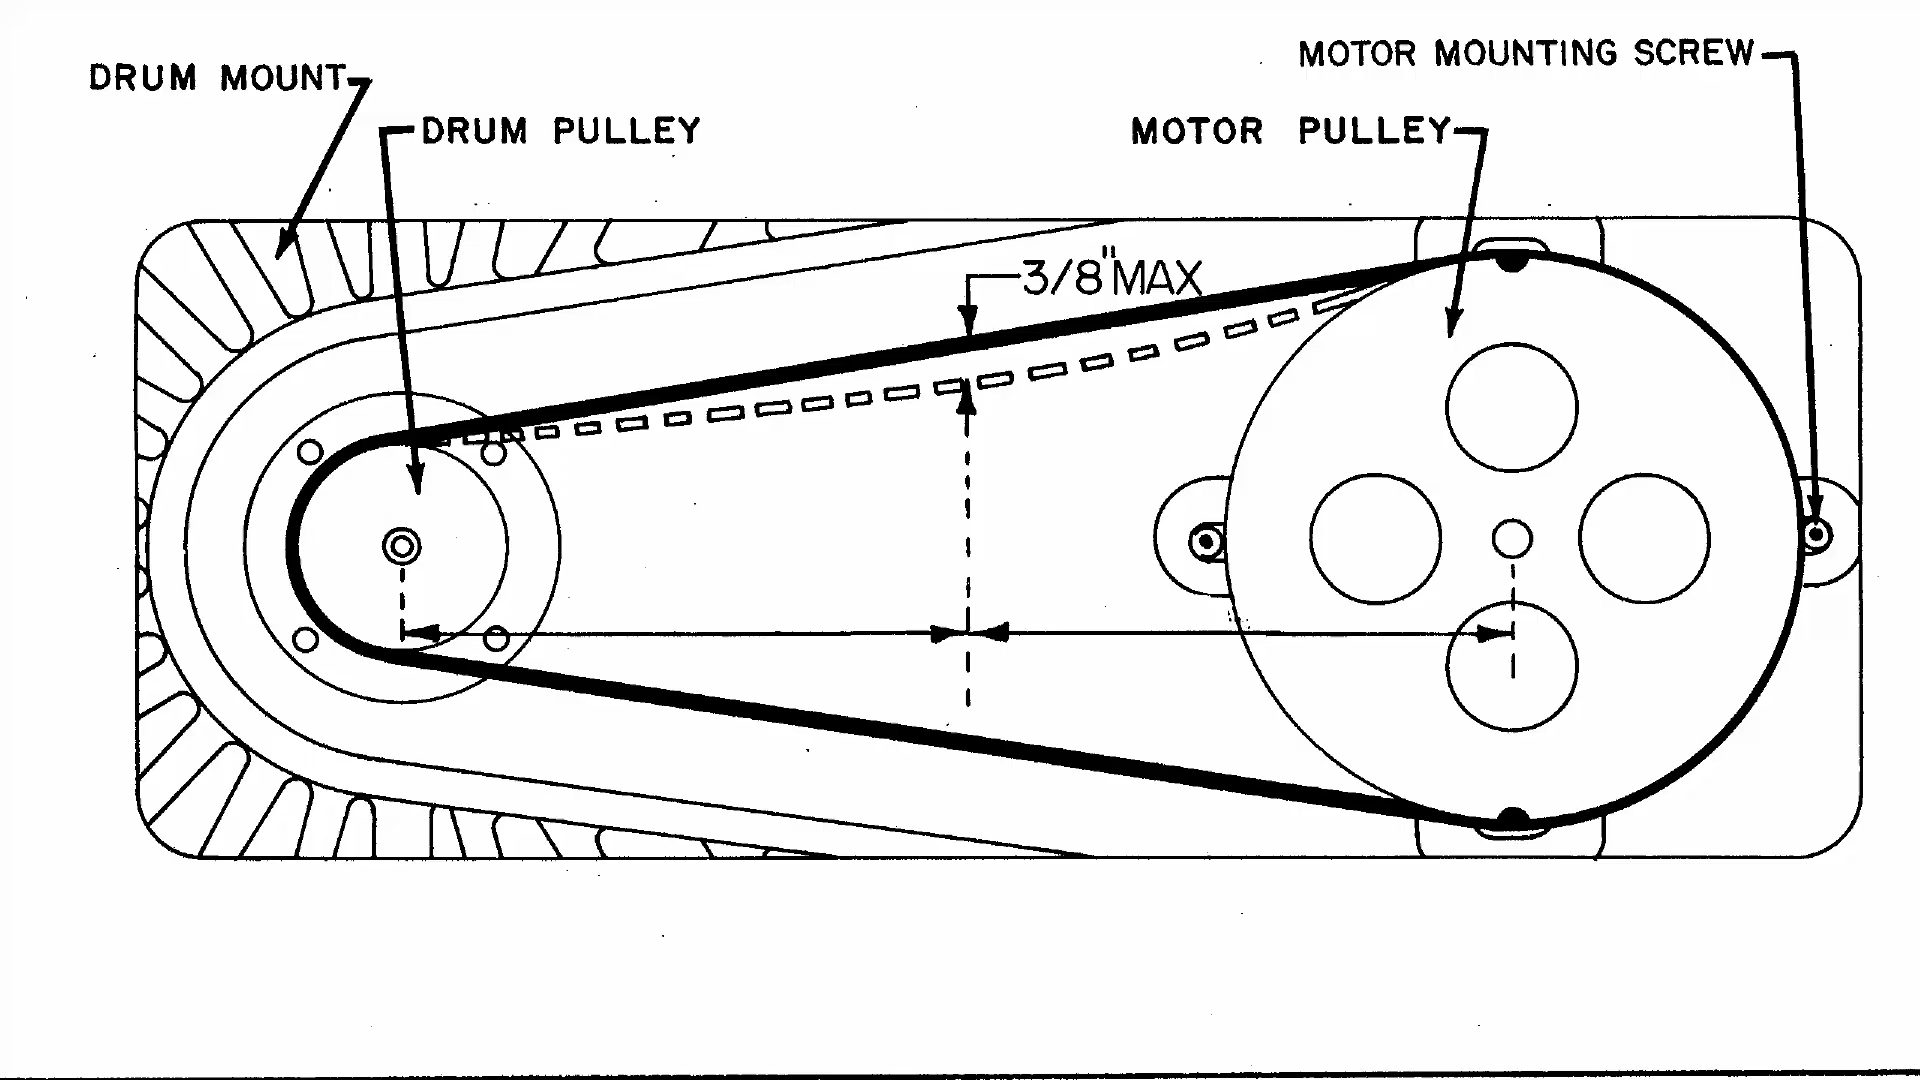 MOTOR MOUNTING SCREW
DRUM MOUNT
DRUM PULLEY
MOTOR PULLEY
3/8"MAX